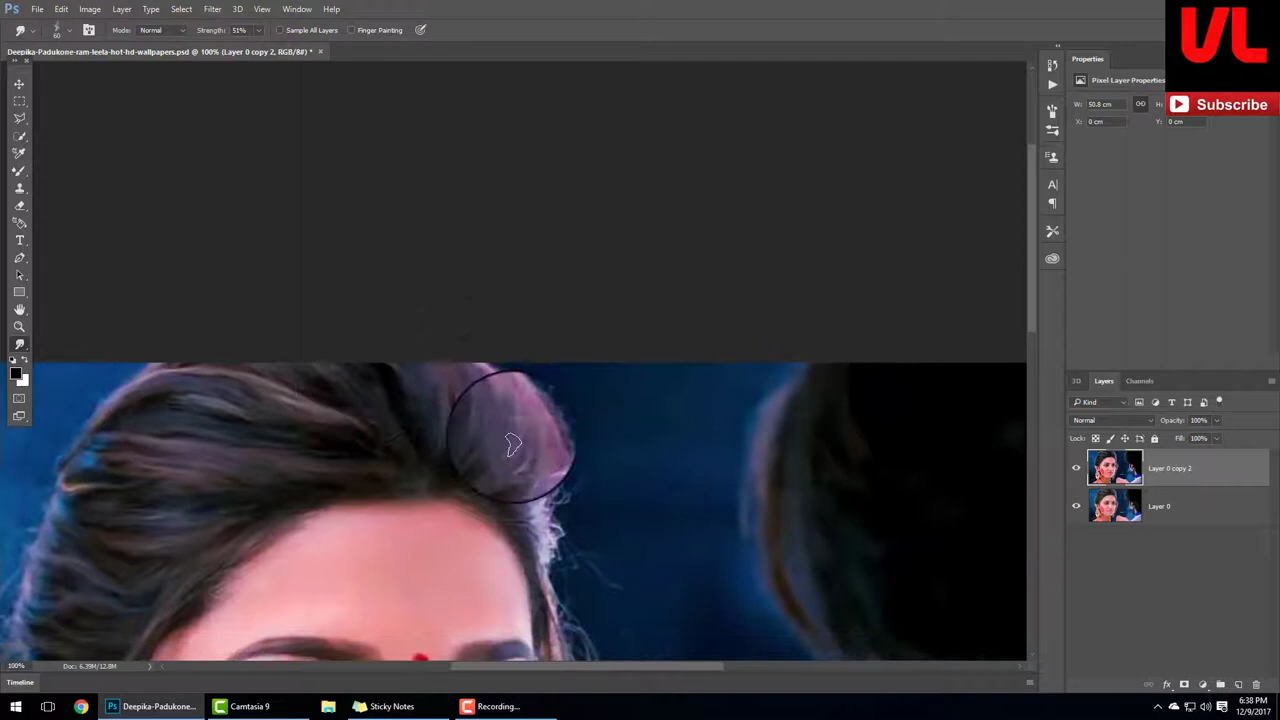 Ps File Edit Image Layer Type Select Filter 3D View Window Help
60 Mode: Normal Strength: 51% Sample All Layers Finger Painting
Deepika-Padukone-ram-leela-hot-hd-wallpapers.psd @ 100% (Layer 0 copy 2, RGB/8#) * ×
VL
Subscribe
Properties
Pixel Layer Properties
W: 50.8 cm H:
X: 0 cm Y: 0 cm
3D Layers Channels
Kind
Normal Opacity: 100%
Lock: Fill: 100%
Layer 0 copy 2
Layer 0
100% Doc: 6.39M/12.8M
Timeline
Ps Deepika-Padukone... Camtasia 9 Sticky Notes Recording...
6:38 PM
12/9/2017